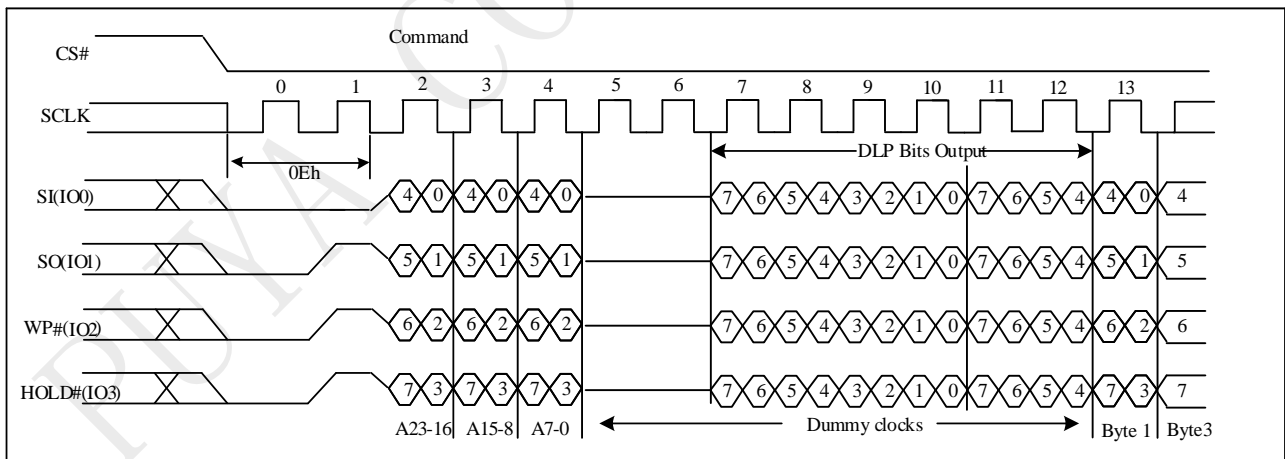 Command
CS#
0 1 2 3 4 5 6 7 8 9 10 11 12 13
SCLK
0Eh
DLP Bits Output
SI(IO0) 4 0 4 0 4 0 7 6 5 4 3 2 1 0 7 6 5 4 4 0 4
SO(IO1) 5 1 5 1 5 1 7 6 5 4 3 2 1 0 7 6 5 4 5 1 5
WP#(IO2) 6 2 6 2 6 2 7 6 5 4 3 2 1 0 7 6 5 4 6 2 6
HOLD#(IO3) 7 3 7 3 7 3 7 6 5 4 3 2 1 0 7 6 5 4 7 3 7
A23-16 A15-8 A7-0 Dummy clocks Byte 1 Byte3
PUYA CO